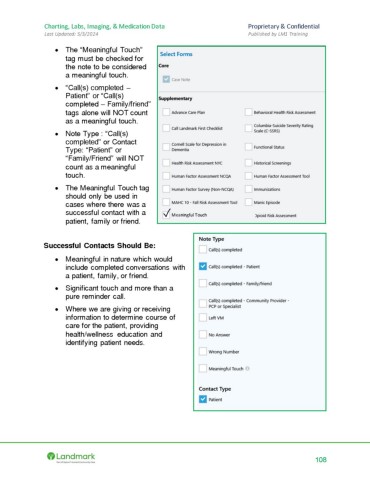 Charting, Labs, Imaging, & Medication Data
Proprietary & Confidential
Last Updated: 5/3/2024
Published by LMI Training
• The “Meaningful Touch”
tag must be checked for
the note to be considered
a meaningful touch.
• “Call(s) completed –
Patient” or “Call(s)
completed – Family/friend”
tags alone will NOT count
as a meaningful touch.
• Note Type : “Call(s)
completed” or Contact
Type: “Patient” or
“Family/Friend” will NOT
count as a meaningful
touch.
• The Meaningful Touch tag
should only be used in
cases where there was a
successful contact with a
patient, family or friend.
Select Forms
Core
Case Note
Supplementary
Advance Care Plan
Behavioral Health Risk Assessment
Call Landmark First Checklist
Columbia-Suicide Severity Rating
Scale (C-SSRS)
Cornell Scale for Depression in
Dementia
Functional Status
Health Risk Assessment NYC
Historical Screenings
Human Factor Assessment NCQA
Human Factor Assessment Tool
Human Factor Survey (Non-NCQA)
Immunizations
MAHC 10 - Fall Risk Assessment Tool
Manic Episode
Meaningful Touch
Opioid Risk Assessment
Successful Contacts Should Be:
• Meaningful in nature which would
include completed conversations with
a patient, family, or friend.
• Significant touch and more than a
pure reminder call.
• Where we are giving or receiving
information to determine course of
care for the patient, providing
health/wellness education and
identifying patient needs.
Note Type
Call(s) completed
Call(s) completed - Patient
Call(s) completed - Family/friend
Call(s) completed - Community Provider -
PCP or Specialist
Left VM
No Answer
Wrong Number
Meaningful Touch
Contact Type
Patient
Landmark
108